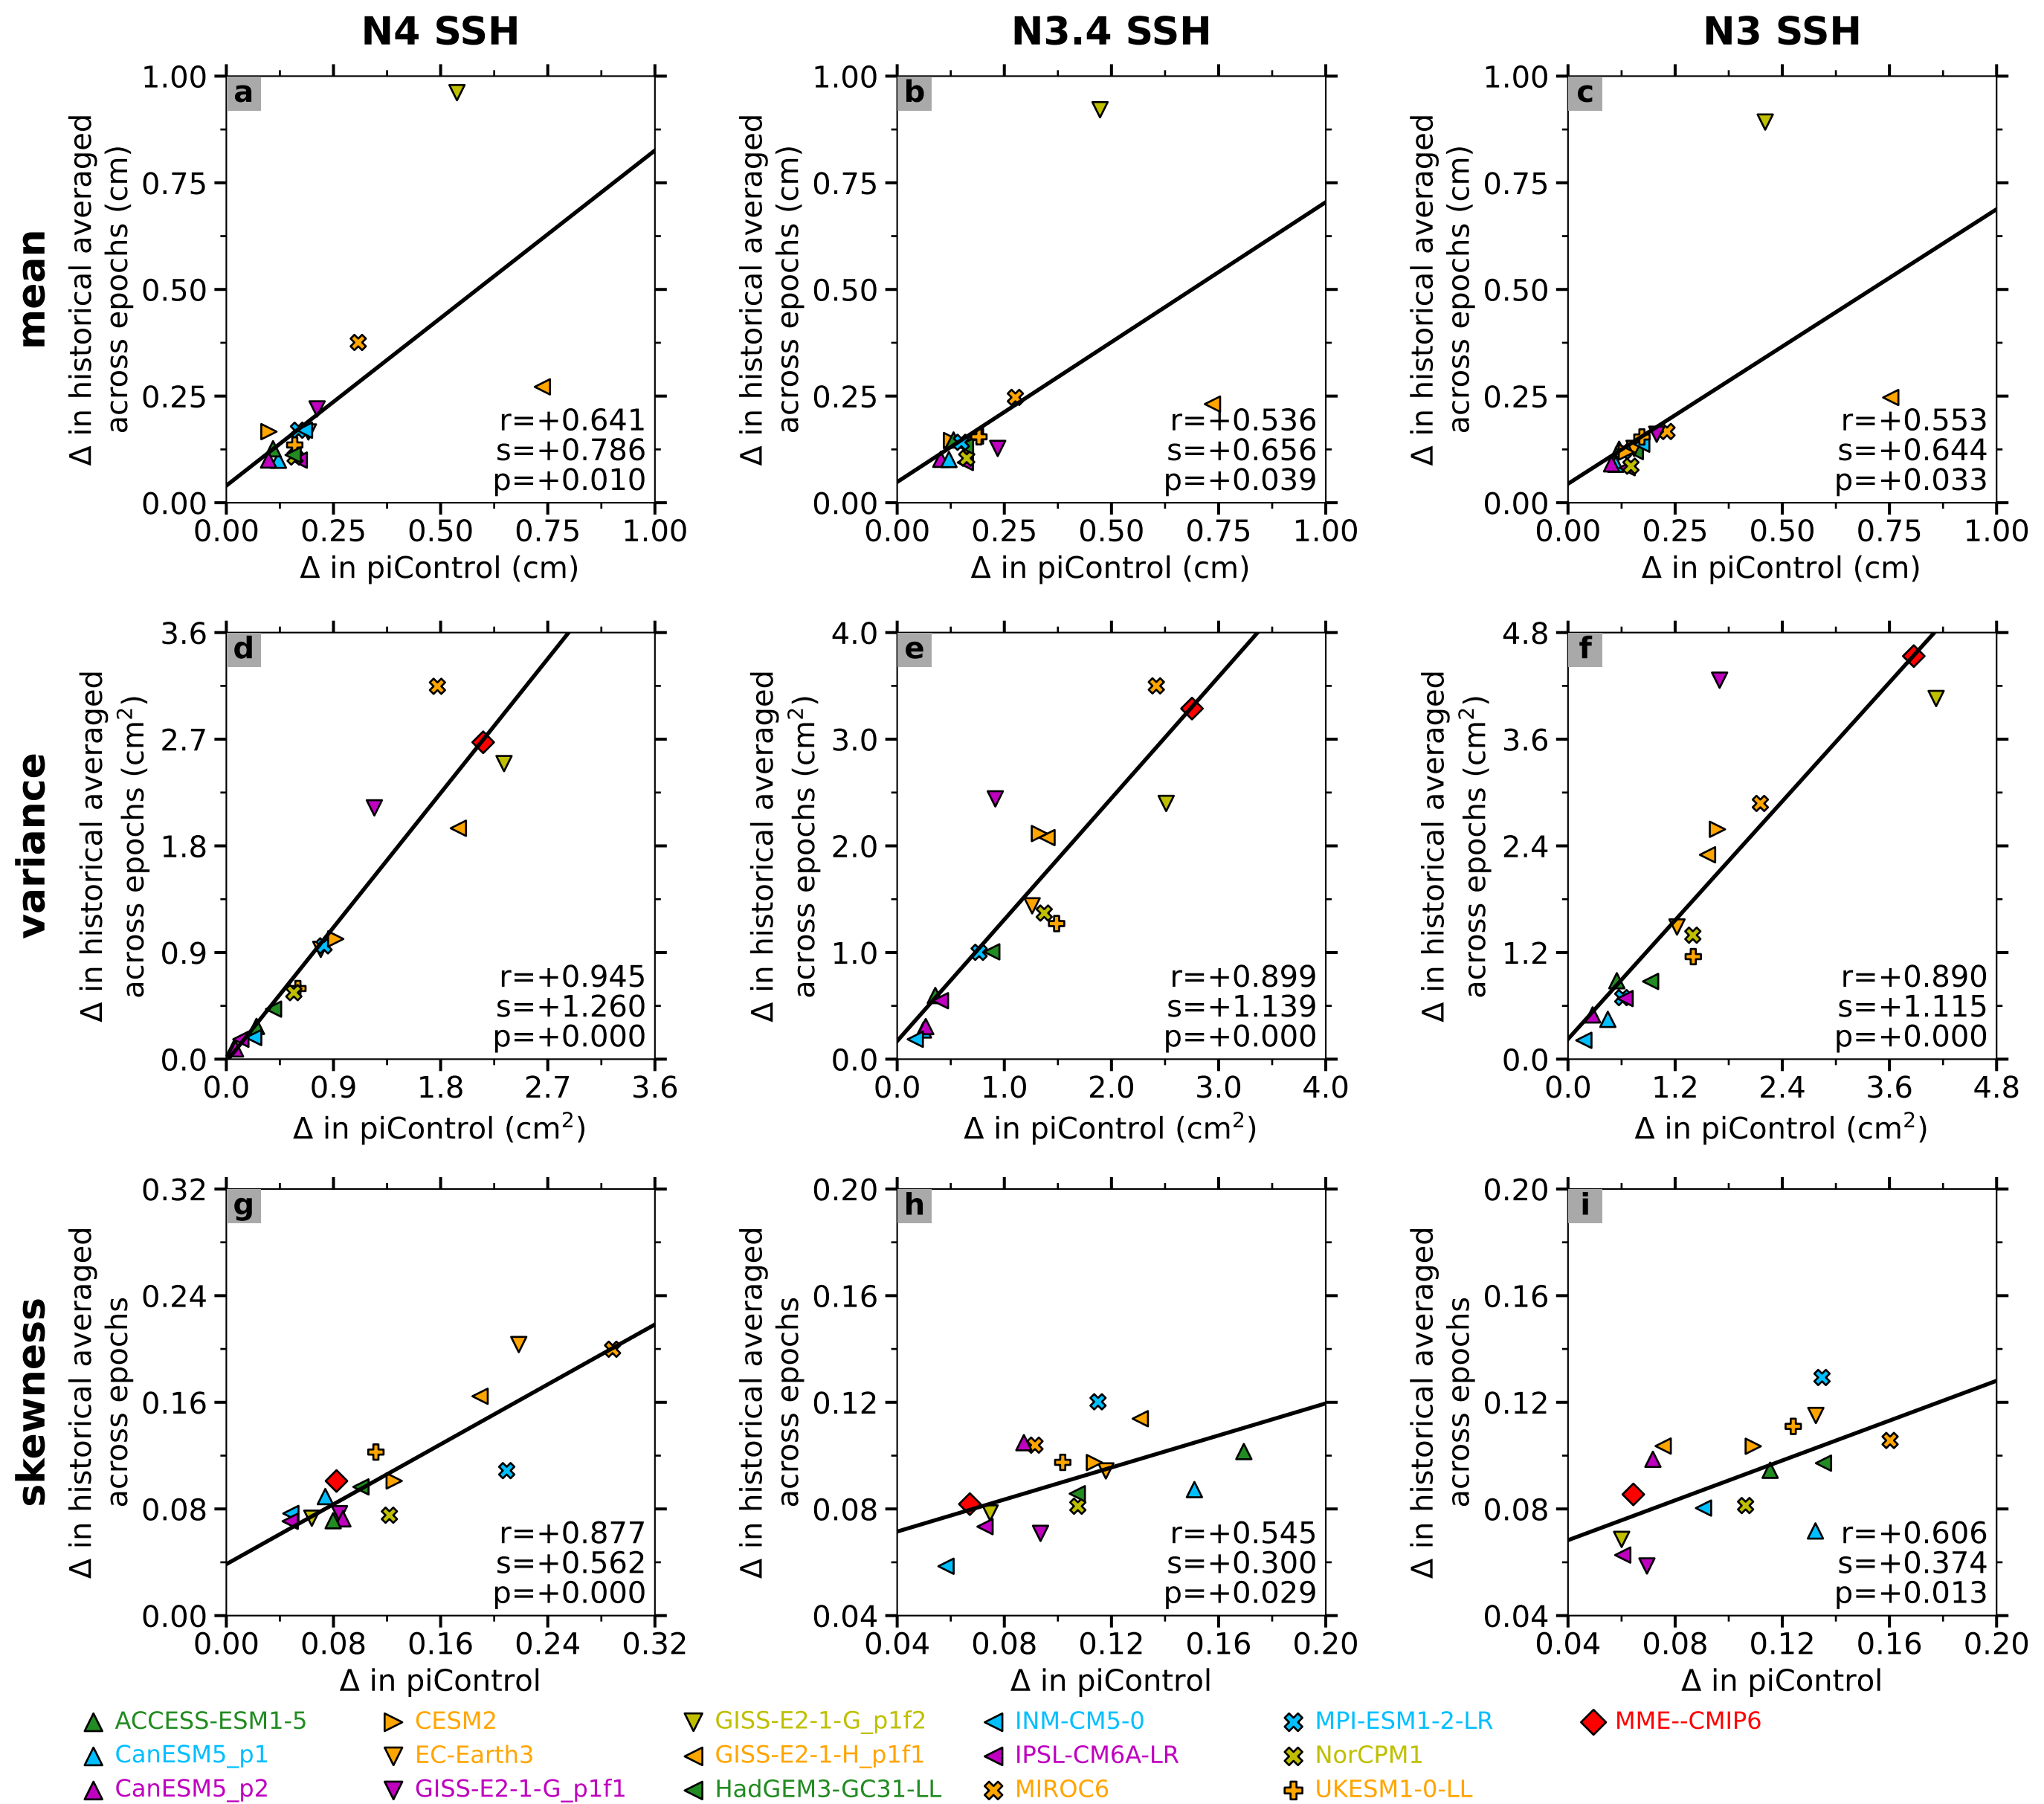 N4 SSH
N3.4 SSH
N3 SSH
mean
a
Δ in historical averaged
across epochs (cm)
1.00
0.75
0.50
0.25
0.00
r=+0.641
s=+0.786
p=+0.010
0.00 0.25 0.50 0.75 1.00
Δ in piControl (cm)
b
Δ in historical averaged
across epochs (cm)
1.00
0.75
0.50
0.25
0.00
r=+0.536
s=+0.656
p=+0.039
0.00 0.25 0.50 0.75 1.00
Δ in piControl (cm)
c
Δ in historical averaged
across epochs (cm)
1.00
0.75
0.50
0.25
0.00
r=+0.553
s=+0.644
p=+0.033
0.00 0.25 0.50 0.75 1.00
Δ in piControl (cm)
variance
d
Δ in historical averaged
across epochs (cm²)
3.6
2.7
1.8
0.9
0.0
r=+0.945
s=+1.260
p=+0.000
0.0 0.9 1.8 2.7 3.6
Δ in piControl (cm²)
e
Δ in historical averaged
across epochs (cm²)
4.0
3.0
2.0
1.0
0.0
r=+0.899
s=+1.139
p=+0.000
0.0 1.0 2.0 3.0 4.0
Δ in piControl (cm²)
f
Δ in historical averaged
across epochs (cm²)
4.8
3.6
2.4
1.2
0.0
r=+0.890
s=+1.115
p=+0.000
0.0 1.2 2.4 3.6 4.8
Δ in piControl (cm²)
skewness
g
Δ in historical averaged
across epochs
0.32
0.24
0.16
0.08
0.00
r=+0.877
s=+0.562
p=+0.000
0.00 0.08 0.16 0.24 0.32
Δ in piControl
h
Δ in historical averaged
across epochs
0.20
0.16
0.12
0.08
0.04
r=+0.545
s=+0.300
p=+0.029
0.04 0.08 0.12 0.16 0.20
Δ in piControl
i
Δ in historical averaged
across epochs
0.20
0.16
0.12
0.08
0.04
r=+0.606
s=+0.374
p=+0.013
0.04 0.08 0.12 0.16 0.20
Δ in piControl
ACCESS-ESM1-5
CanESM5_p1
CanESM5_p2
CESM2
EC-Earth3
GISS-E2-1-G_p1f1
GISS-E2-1-G_p1f2
GISS-E2-1-H_p1f1
HadGEM3-GC31-LL
INM-CM5-0
IPSL-CM6A-LR
MIROC6
MPI-ESM1-2-LR
NorCPM1
UKESM1-0-LL
MME--CMIP6